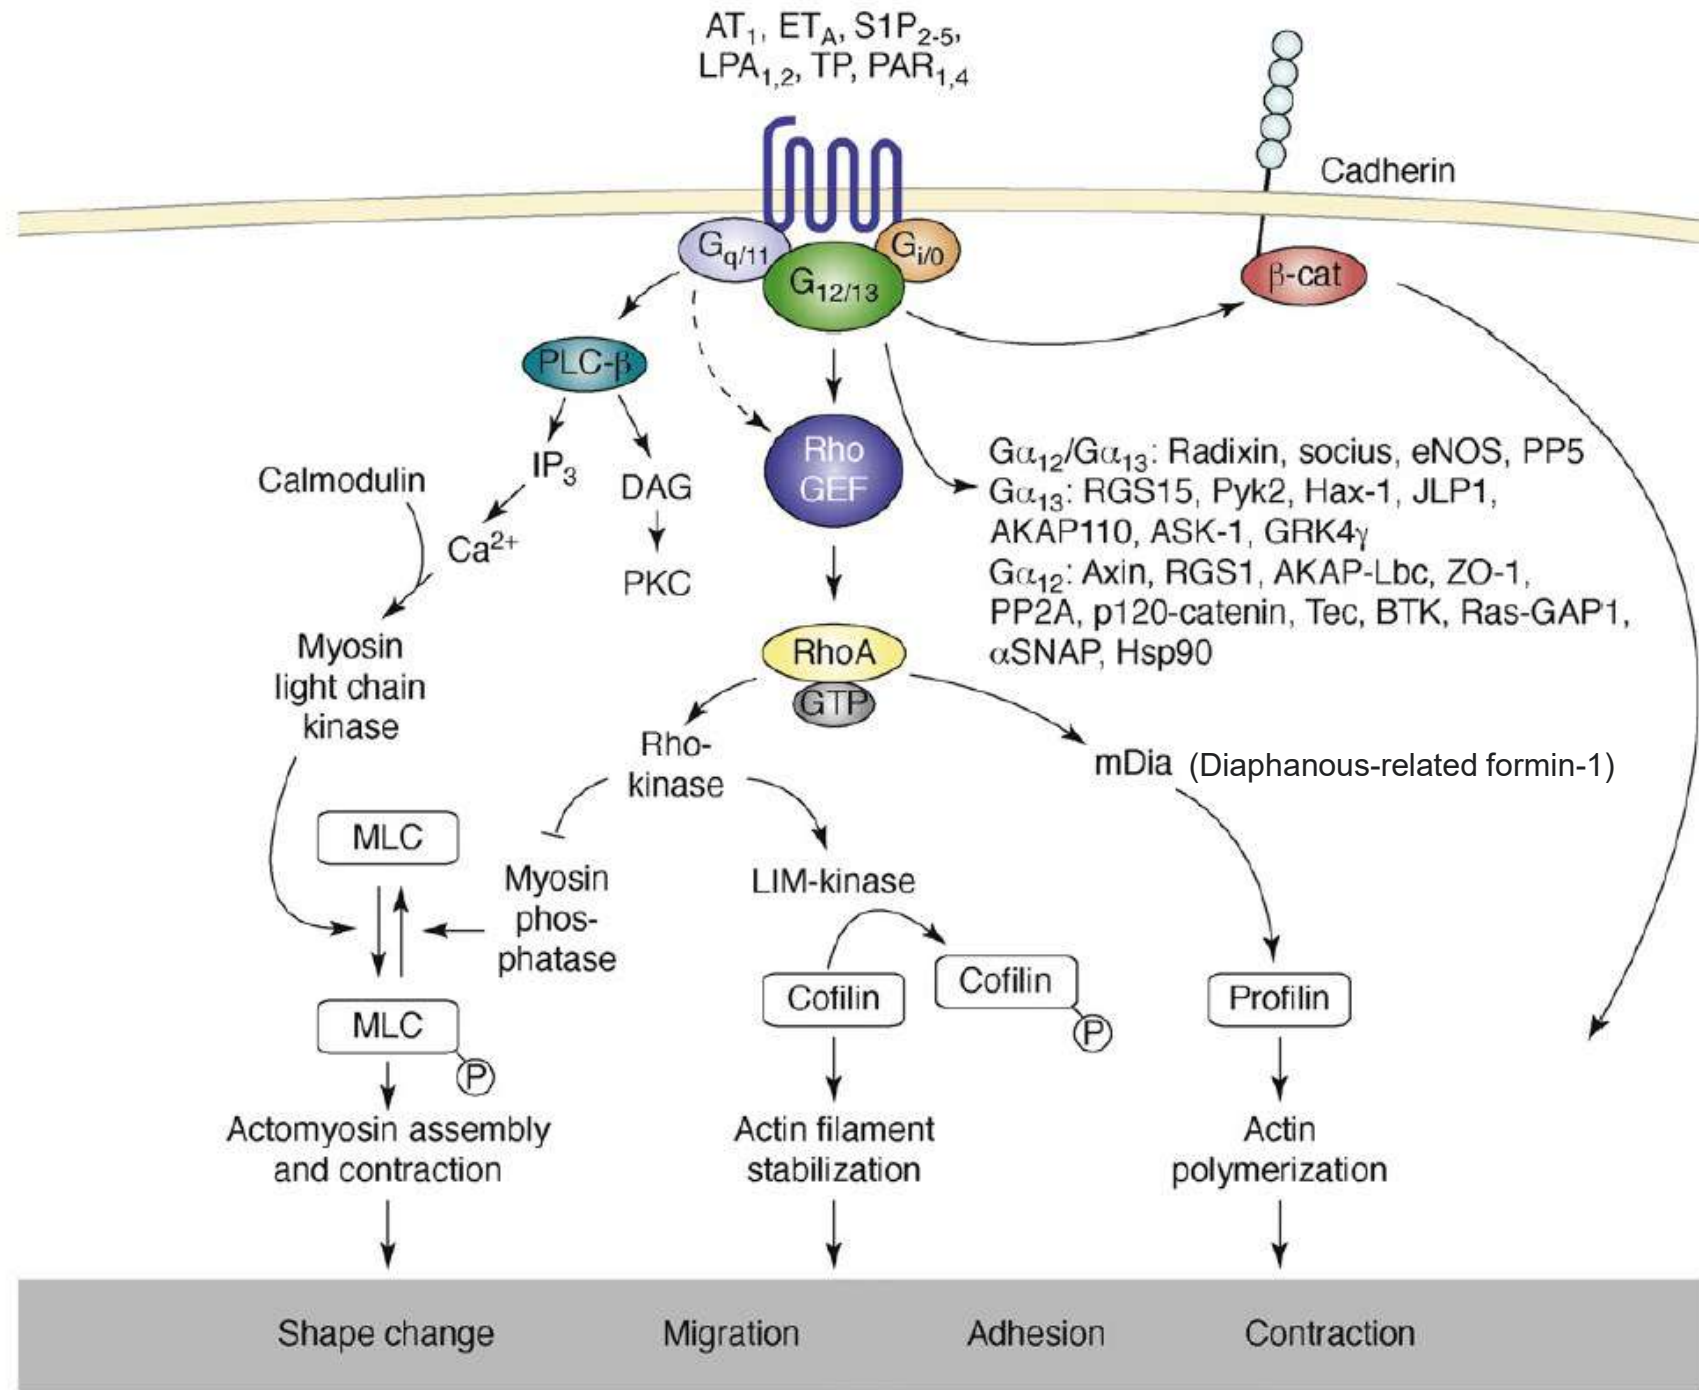 AT₁, ET_A, S1P₂₋₅,
LPA₁,₂, TP, PAR₁,₄
Cadherin
Gq/11
G12/13
Gi/0
β-cat
PLC-β
IP₃
DAG
PKC
Calmodulin
Ca²⁺
Rho
GEF
Gα₁₂/Gα₁₃: Radixin, socius, eNOS, PP5
Gα₁₃: RGS15, Pyk2, Hax-1, JLP1,
AKAP110, ASK-1, GRK4γ
Gα₁₂: Axin, RGS1, AKAP-Lbc, ZO-1,
PP2A, p120-catenin, Tec, BTK, Ras-GAP1,
αSNAP, Hsp90
Myosin
light chain
kinase
RhoA
GTP
Rho-
kinase
mDia (Diaphanous-related formin-1)
MLC
Myosin
phos-
phatase
LIM-kinase
MLC
P
Cofilin
Cofilin
P
Profilin
Actomyosin assembly
and contraction
Actin filament
stabilization
Actin
polymerization
Shape change Migration Adhesion Contraction